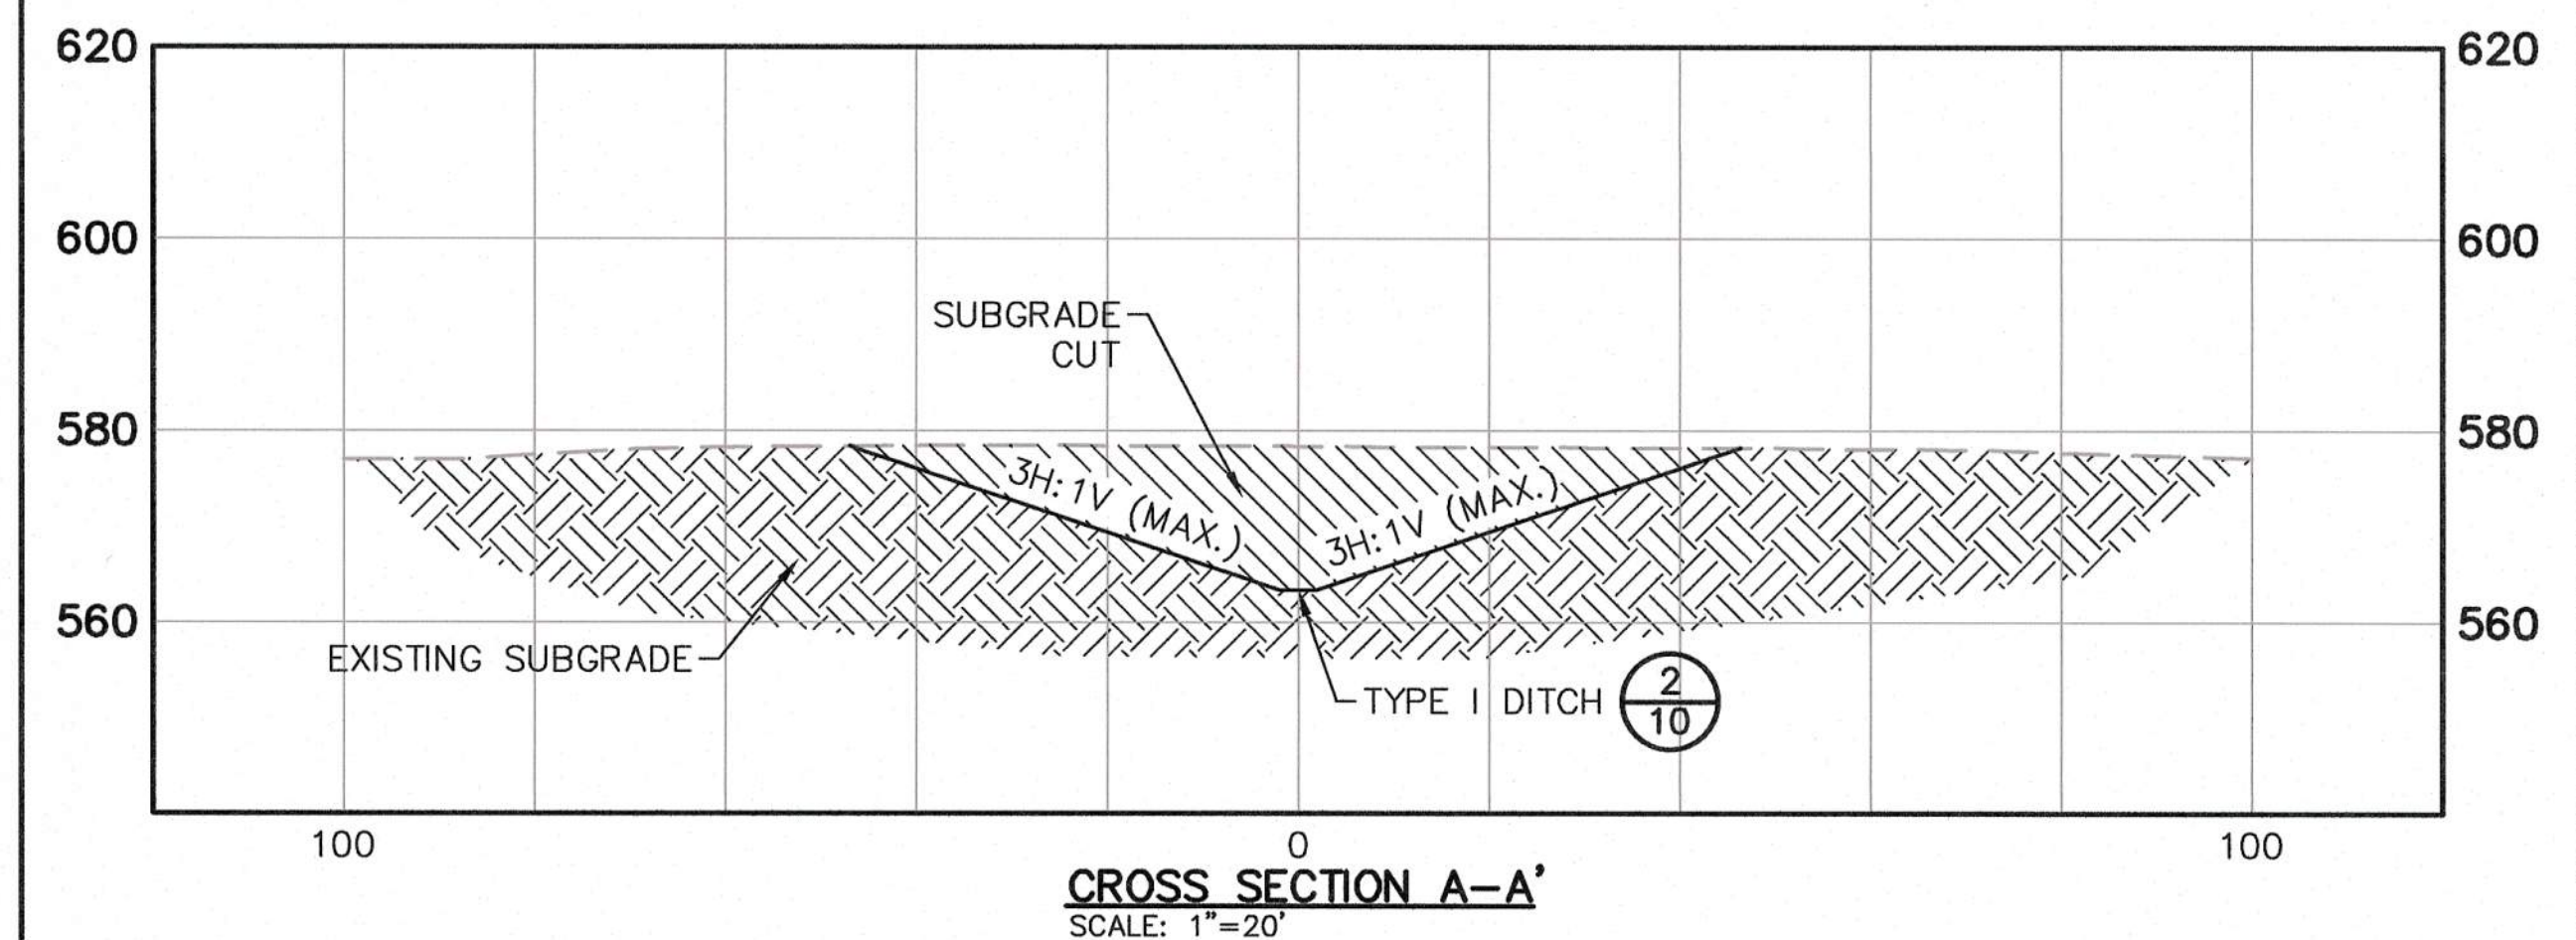 620 620
600 600
SUBGRADE
CUT
580 580
3H:1V (MAX.) 3H:1V (MAX.)
560 560
EXISTING SUBGRADE
TYPE I DITCH 2
10
100 0 100
CROSS SECTION A-A'
SCALE: 1"=20'